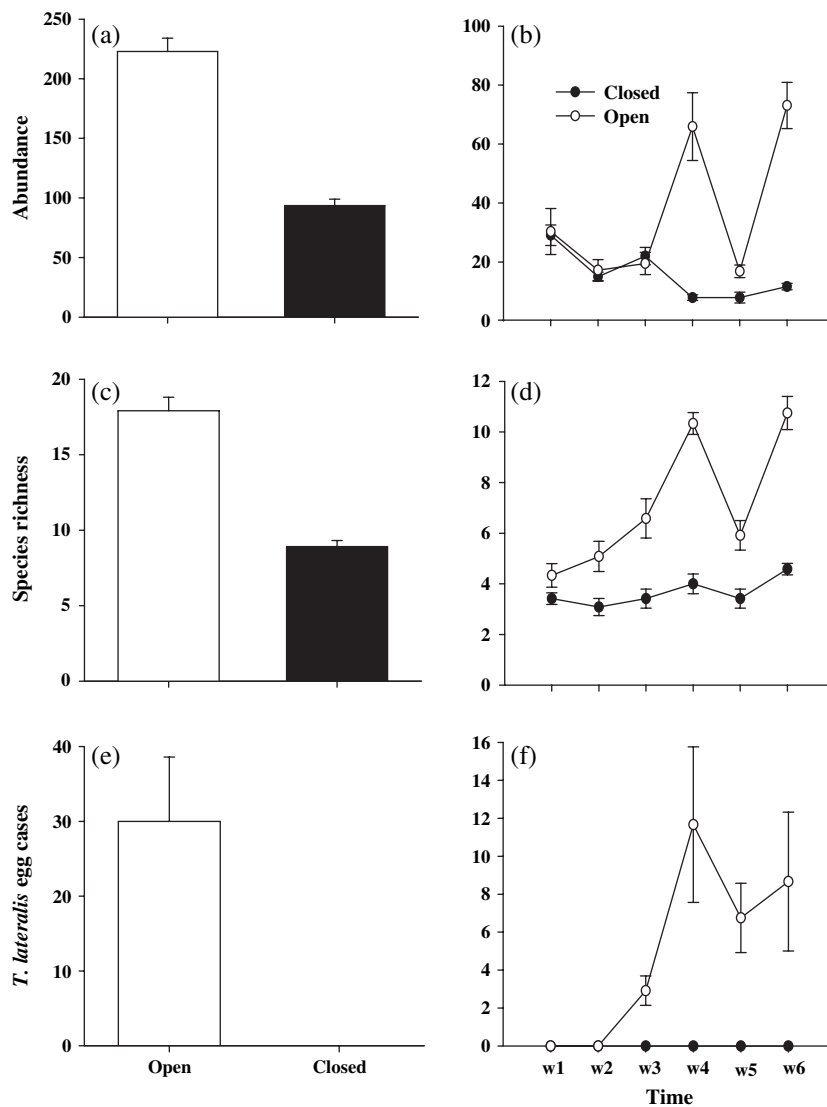 (a)
250
200
150
100
50
0
Abundance
(b)
100
80
60
40
20
0
Closed
Open
(c)
20
15
10
5
0
Species richness
(d)
12
10
8
6
4
2
0
(e)
40
30
20
10
0
T. lateralis egg cases
Open Closed
(f)
16
14
12
10
8
6
4
2
0
w1 w2 w3 w4 w5 w6
Time